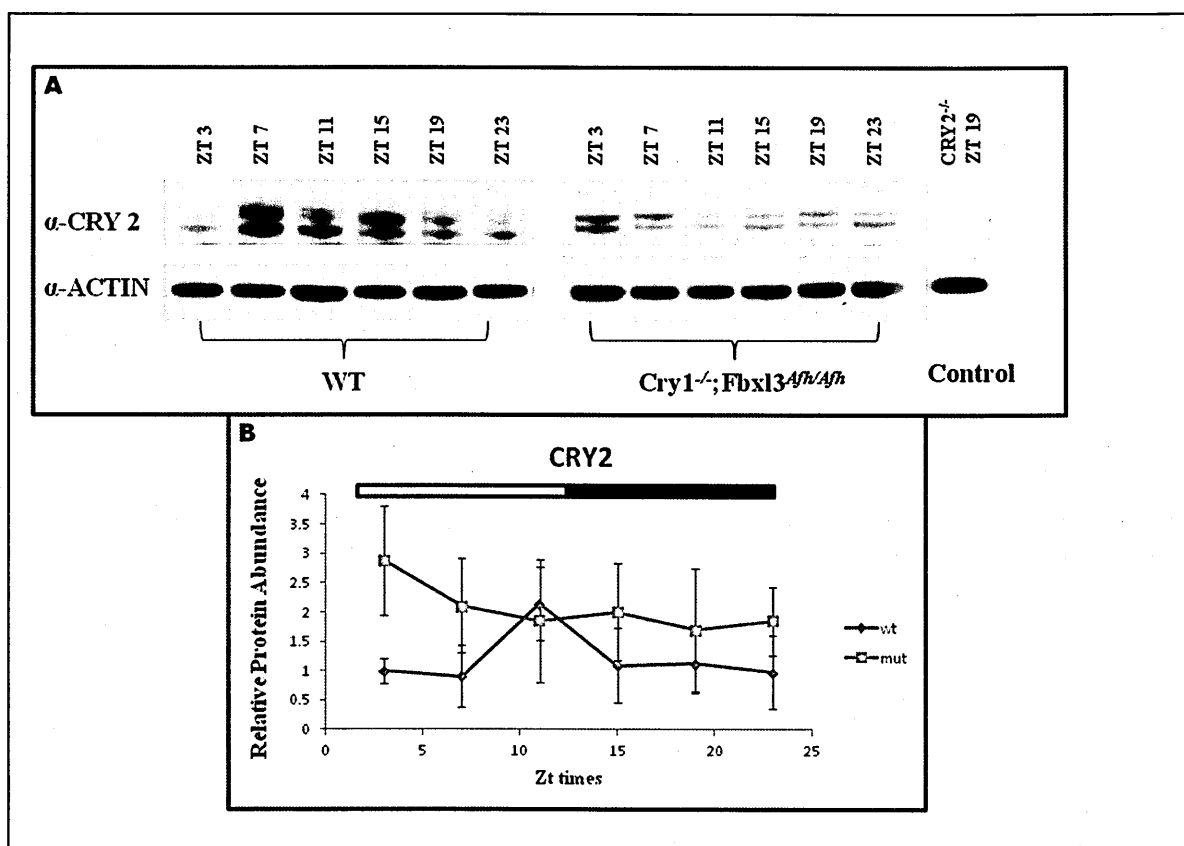 A
ZT 3 ZT 7 ZT 11 ZT 15 ZT 19 ZT 23 ZT 3 ZT 7 ZT 11 ZT 15 ZT 19 ZT 23 CRY2-/- ZT 19
α-CRY 2
α-ACTIN
WT Cry1-/-;Fbxl3Afh/Afh Control
B
CRY2
Relative Protein Abundance
4
3.5
3
2.5
2
1.5
1
0.5
0
0 5 10 15 20 25
Zt times
wt
mut